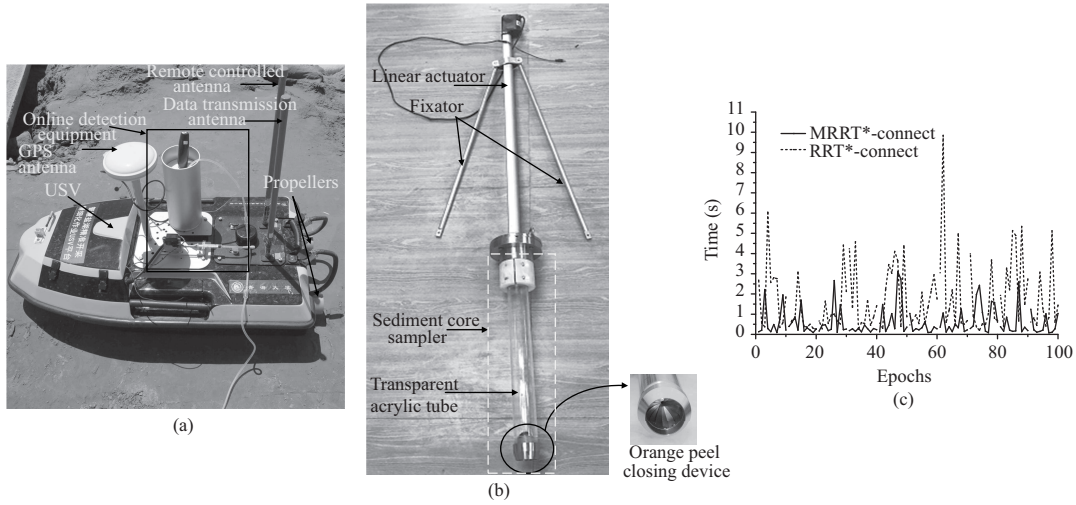 Remote controlled
antenna
Data transmission
antenna
Online detection
equipment
GPS
antenna
USV
Propellers
(a)
Linear actuator
Fixator
Sediment core
sampler
Transparent
acrylic tube
Orange peel
closing device
(b)
11
10
9
8
7
6
5
4
3
2
1
0
Time (s)
MRRT*-connect
RRT*-connect
0 20 40 60 80 100
Epochs
(c)